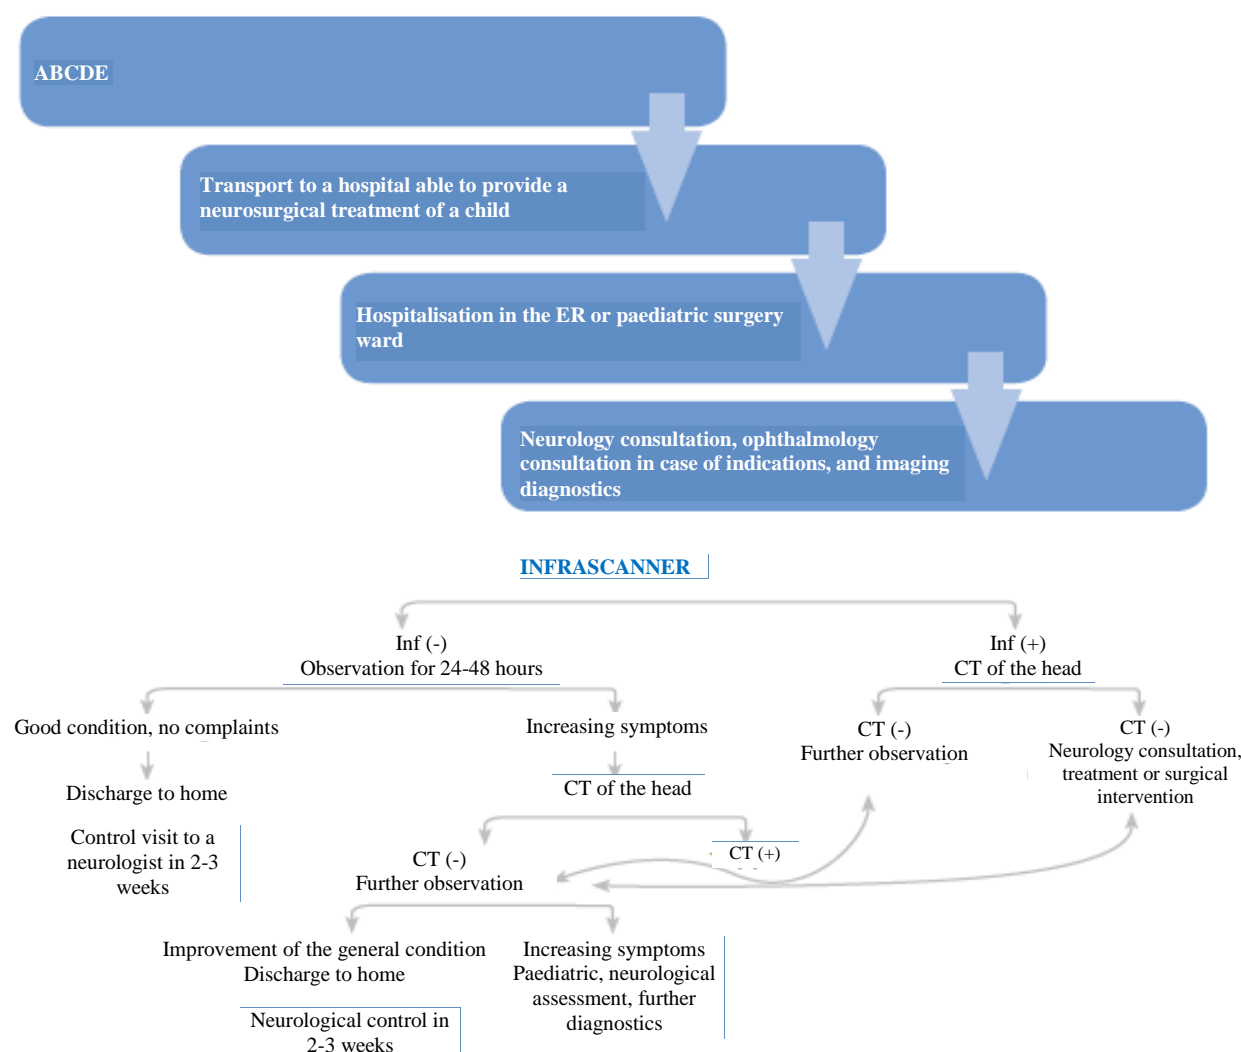 ABCDE
Transport to a hospital able to provide a
neurosurgical treatment of a child
Hospitalisation in the ER or paediatric surgery
ward
Neurology consultation, ophthalmology
consultation in case of indications, and imaging
diagnostics
INFRASCANNER
Inf (-)
Observation for 24-48 hours
Inf (+)
CT of the head
Good condition, no complaints
Discharge to home
Control visit to a
neurologist in 2-3
weeks
Increasing symptoms
CT of the head
CT (-)
Further observation
CT (-)
Neurology consultation,
treatment or surgical
intervention
CT (-)
Further observation
CT (+)
Improvement of the general condition
Discharge to home
Neurological control in
2-3 weeks
Increasing symptoms
Paediatric, neurological
assessment, further
diagnostics